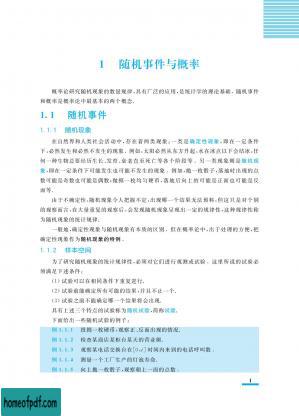 1 随机事件与概率
概率论研究随机现象的数量规律,具有广泛的应用,是统计学的理论基础。随机事件
和概率是概率论中最基本的两个概念.
1.1 随机事件
1.1.1 随机现象
在自然界和人类社会活动中,存在着两类现象:一类是确定性现象,即在一定条件
下,必然发生和必然不发生的现象。例如:太阳必然从东方升起;水在冰点以下会结冰;任
何一种生物总要经历生长、发育、衰老直至死亡等各个阶段等。另一类现象则是随机现
象,即在一定条件下可能发生也可能不发生的现象。例如:抛一枚骰子,落地时出现的点
数可能是奇数也可能是偶数;抛掷一枚均匀硬币,落地后向上的可能是正面也可能是反
面等.
由于不确定性,随机现象令人把握不定,出现哪一个结果无法预料,但这只是对个别
的观察而言,在大量重复的观察后,会发现随机现象呈现出一定的规律性,这种规律性称
为随机现象的统计规律.
一般地,确定性现象与随机现象有本质的区别。但在概率论中,出于处理的方便,把
确定性现象作为随机现象的特例.
1.1.2 样本空间
为了研究随机现象的统计规律性,必须对它们进行观测或试验。这里所说的试验必
须满足下述条件:
(1) 试验可以在相同条件下重复进行.
(2) 试验前能确定所有可能的结果,并且不止一个.
(3) 试验之前不能确定哪一个结果将会出现.
具有上述三个特点的试验称为随机试验,简称试验.
下面给出一些随机试验的例子:
例 1.1.1 投掷一枚硬币,观察正、反面出现的情况.
例 1.1.2 检查某酒店是柜台某天的营业额.
例 1.1.3 观察某电话交换台在[0,t]时间内来到的电话呼叫数.
例 1.1.4 测量一个工厂生产的灯泡寿命.
例 1.1.5 向上抛一骰子,观察朝上一面的点数.
1
homeofpdf.com
homeofpdf.com